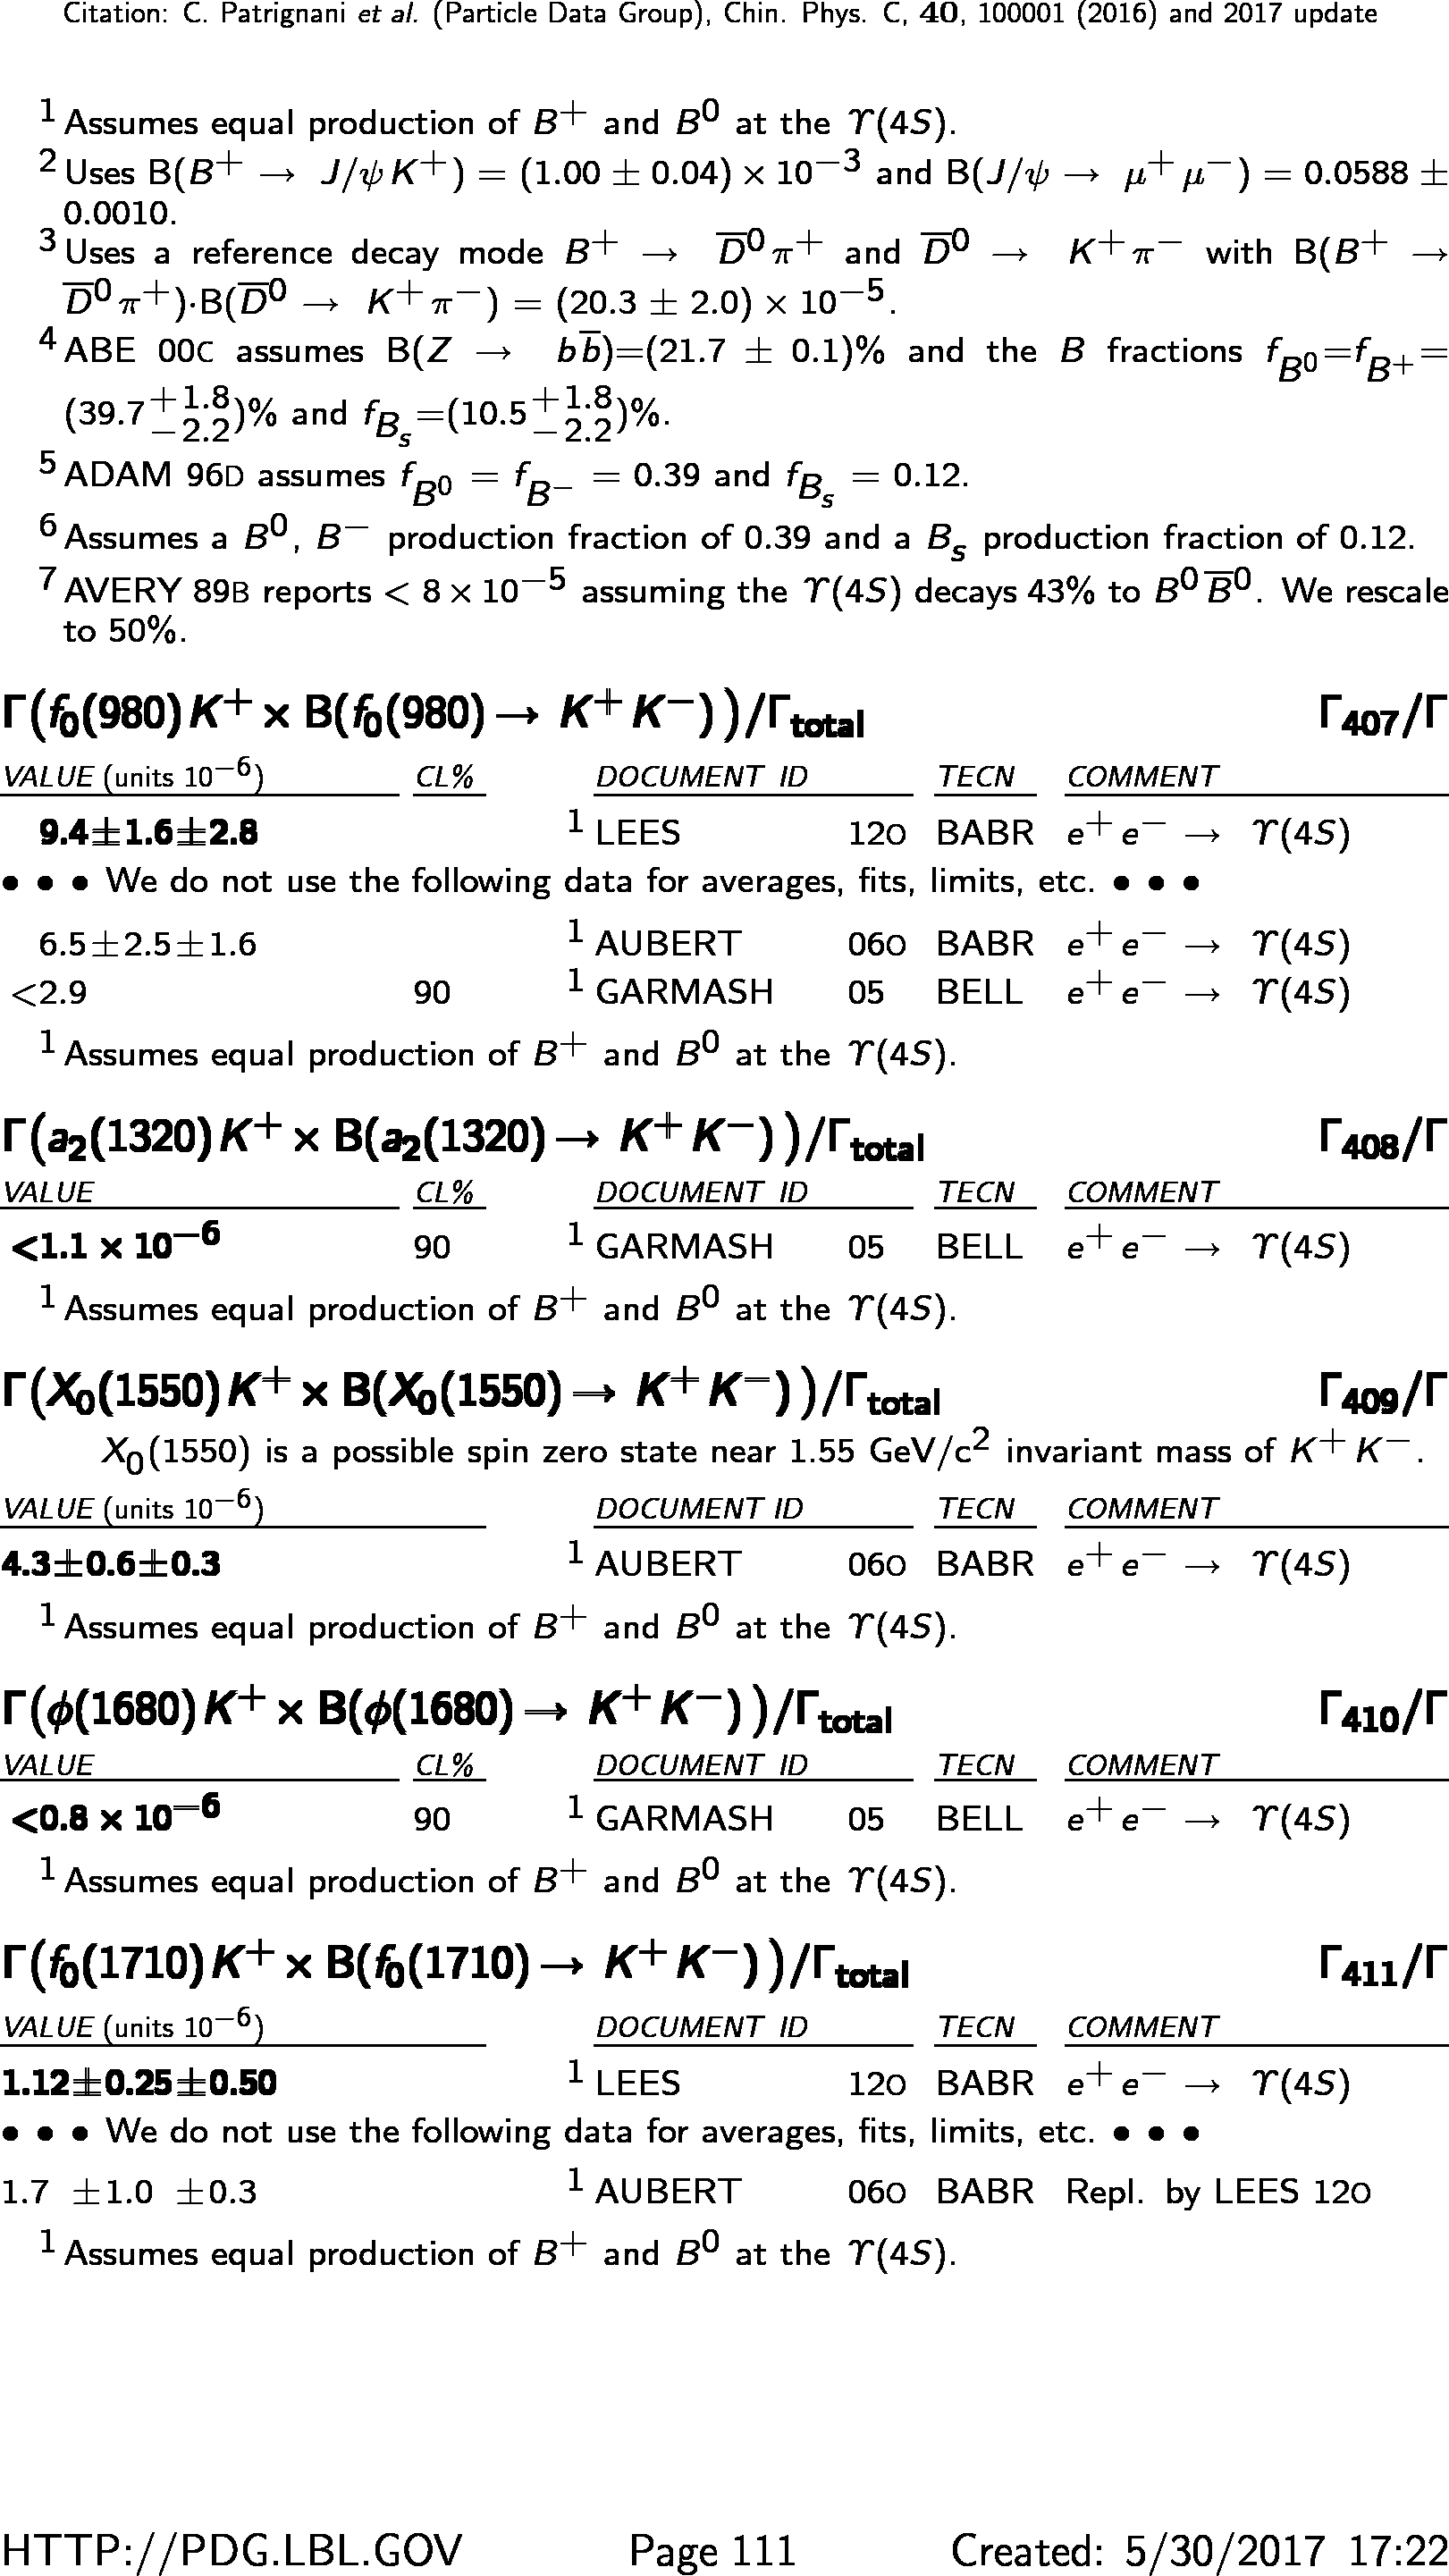 Citation: C. Patrignani et al. (Particle Data Group), Chin. Phys. C, 40, 100001 (2016) and 2017 update
1 Assumes equal production of B+ and B0 at the ϒ(4S).
2 Uses B(B+ → J/ψ K+) = (1.00 ± 0.04) × 10−3 and B(J/ψ → μ+ μ−) = 0.0588 ±
0.0010.
3 Uses a reference decay mode B+ → D̅0 π+ and D̅0 → K+ π− with B(B+ →
D̅0 π+)·B(D̅0 → K+ π−) = (20.3 ± 2.0) × 10−5.
4 ABE 00C assumes B(Z → b b̅)=(21.7 ± 0.1)% and the B fractions fB0=fB+=
(39.7 +1.8 −2.2)% and fBs=(10.5 +1.8 −2.2)%.
5 ADAM 96D assumes fB0 = fB− = 0.39 and fBs = 0.12.
6 Assumes a B0, B− production fraction of 0.39 and a Bs production fraction of 0.12.
7 AVERY 89B reports < 8 × 10−5 assuming the ϒ(4S) decays 43% to B0 B̅0. We rescale
to 50%.
Γ(f0(980) K+ × B(f0(980) → K+ K−))/Γtotal Γ407/Γ
VALUE (units 10−6) CL% DOCUMENT ID TECN COMMENT
9.4±1.6±2.8 1 LEES 12O BABR e+ e− → ϒ(4S)
• • • We do not use the following data for averages, fits, limits, etc. • • •
6.5±2.5±1.6 1 AUBERT 06O BABR e+ e− → ϒ(4S)
<2.9 90 1 GARMASH 05 BELL e+ e− → ϒ(4S)
1 Assumes equal production of B+ and B0 at the ϒ(4S).
Γ(a2(1320) K+ × B(a2(1320) → K+ K−))/Γtotal Γ408/Γ
VALUE CL% DOCUMENT ID TECN COMMENT
<1.1 × 10−6 90 1 GARMASH 05 BELL e+ e− → ϒ(4S)
1 Assumes equal production of B+ and B0 at the ϒ(4S).
Γ(X0(1550) K+ × B(X0(1550) → K+ K−))/Γtotal Γ409/Γ
X0(1550) is a possible spin zero state near 1.55 GeV/c2 invariant mass of K+ K−.
VALUE (units 10−6) DOCUMENT ID TECN COMMENT
4.3±0.6±0.3 1 AUBERT 06O BABR e+ e− → ϒ(4S)
1 Assumes equal production of B+ and B0 at the ϒ(4S).
Γ(φ(1680) K+ × B(φ(1680) → K+ K−))/Γtotal Γ410/Γ
VALUE CL% DOCUMENT ID TECN COMMENT
<0.8 × 10−6 90 1 GARMASH 05 BELL e+ e− → ϒ(4S)
1 Assumes equal production of B+ and B0 at the ϒ(4S).
Γ(f0(1710) K+ × B(f0(1710) → K+ K−))/Γtotal Γ411/Γ
VALUE (units 10−6) DOCUMENT ID TECN COMMENT
1.12±0.25±0.50 1 LEES 12O BABR e+ e− → ϒ(4S)
• • • We do not use the following data for averages, fits, limits, etc. • • •
1.7 ±1.0 ±0.3 1 AUBERT 06O BABR Repl. by LEES 12O
1 Assumes equal production of B+ and B0 at the ϒ(4S).
HTTP://PDG.LBL.GOV Page 111 Created: 5/30/2017 17:22